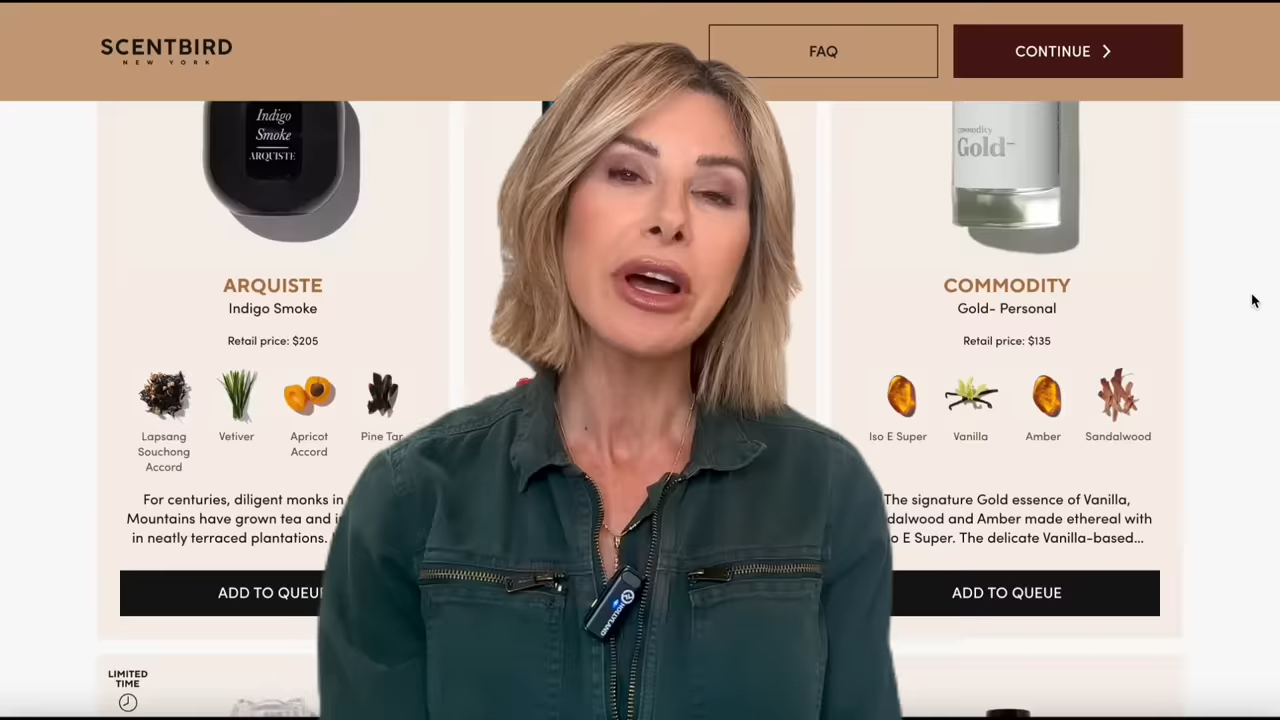 SCENTBIRD
NEW YORK
FAQ
CONTINUE
Indigo
Smoke
ARQUISTE
ARQUISTE
Indigo Smoke
Retail price: $205
Lapsang
Souchong
Accord
Vetiver
Apricot
Accord
Pine Tar
For centuries, diligent monks in
Mountains have grown tea and
in neatly terraced plantations.
ADD TO QUEU
LIMITED
TIME
commodity
Gold-
COMMODITY
Gold- Personal
Retail price: $135
Iso E Super
Vanilla
Amber
Sandalwood
The signature Gold essence of Vanilla,
dalwood and Amber made ethereal with
o E Super. The delicate Vanilla-based...
ADD TO QUEUE
HOLLYLAND